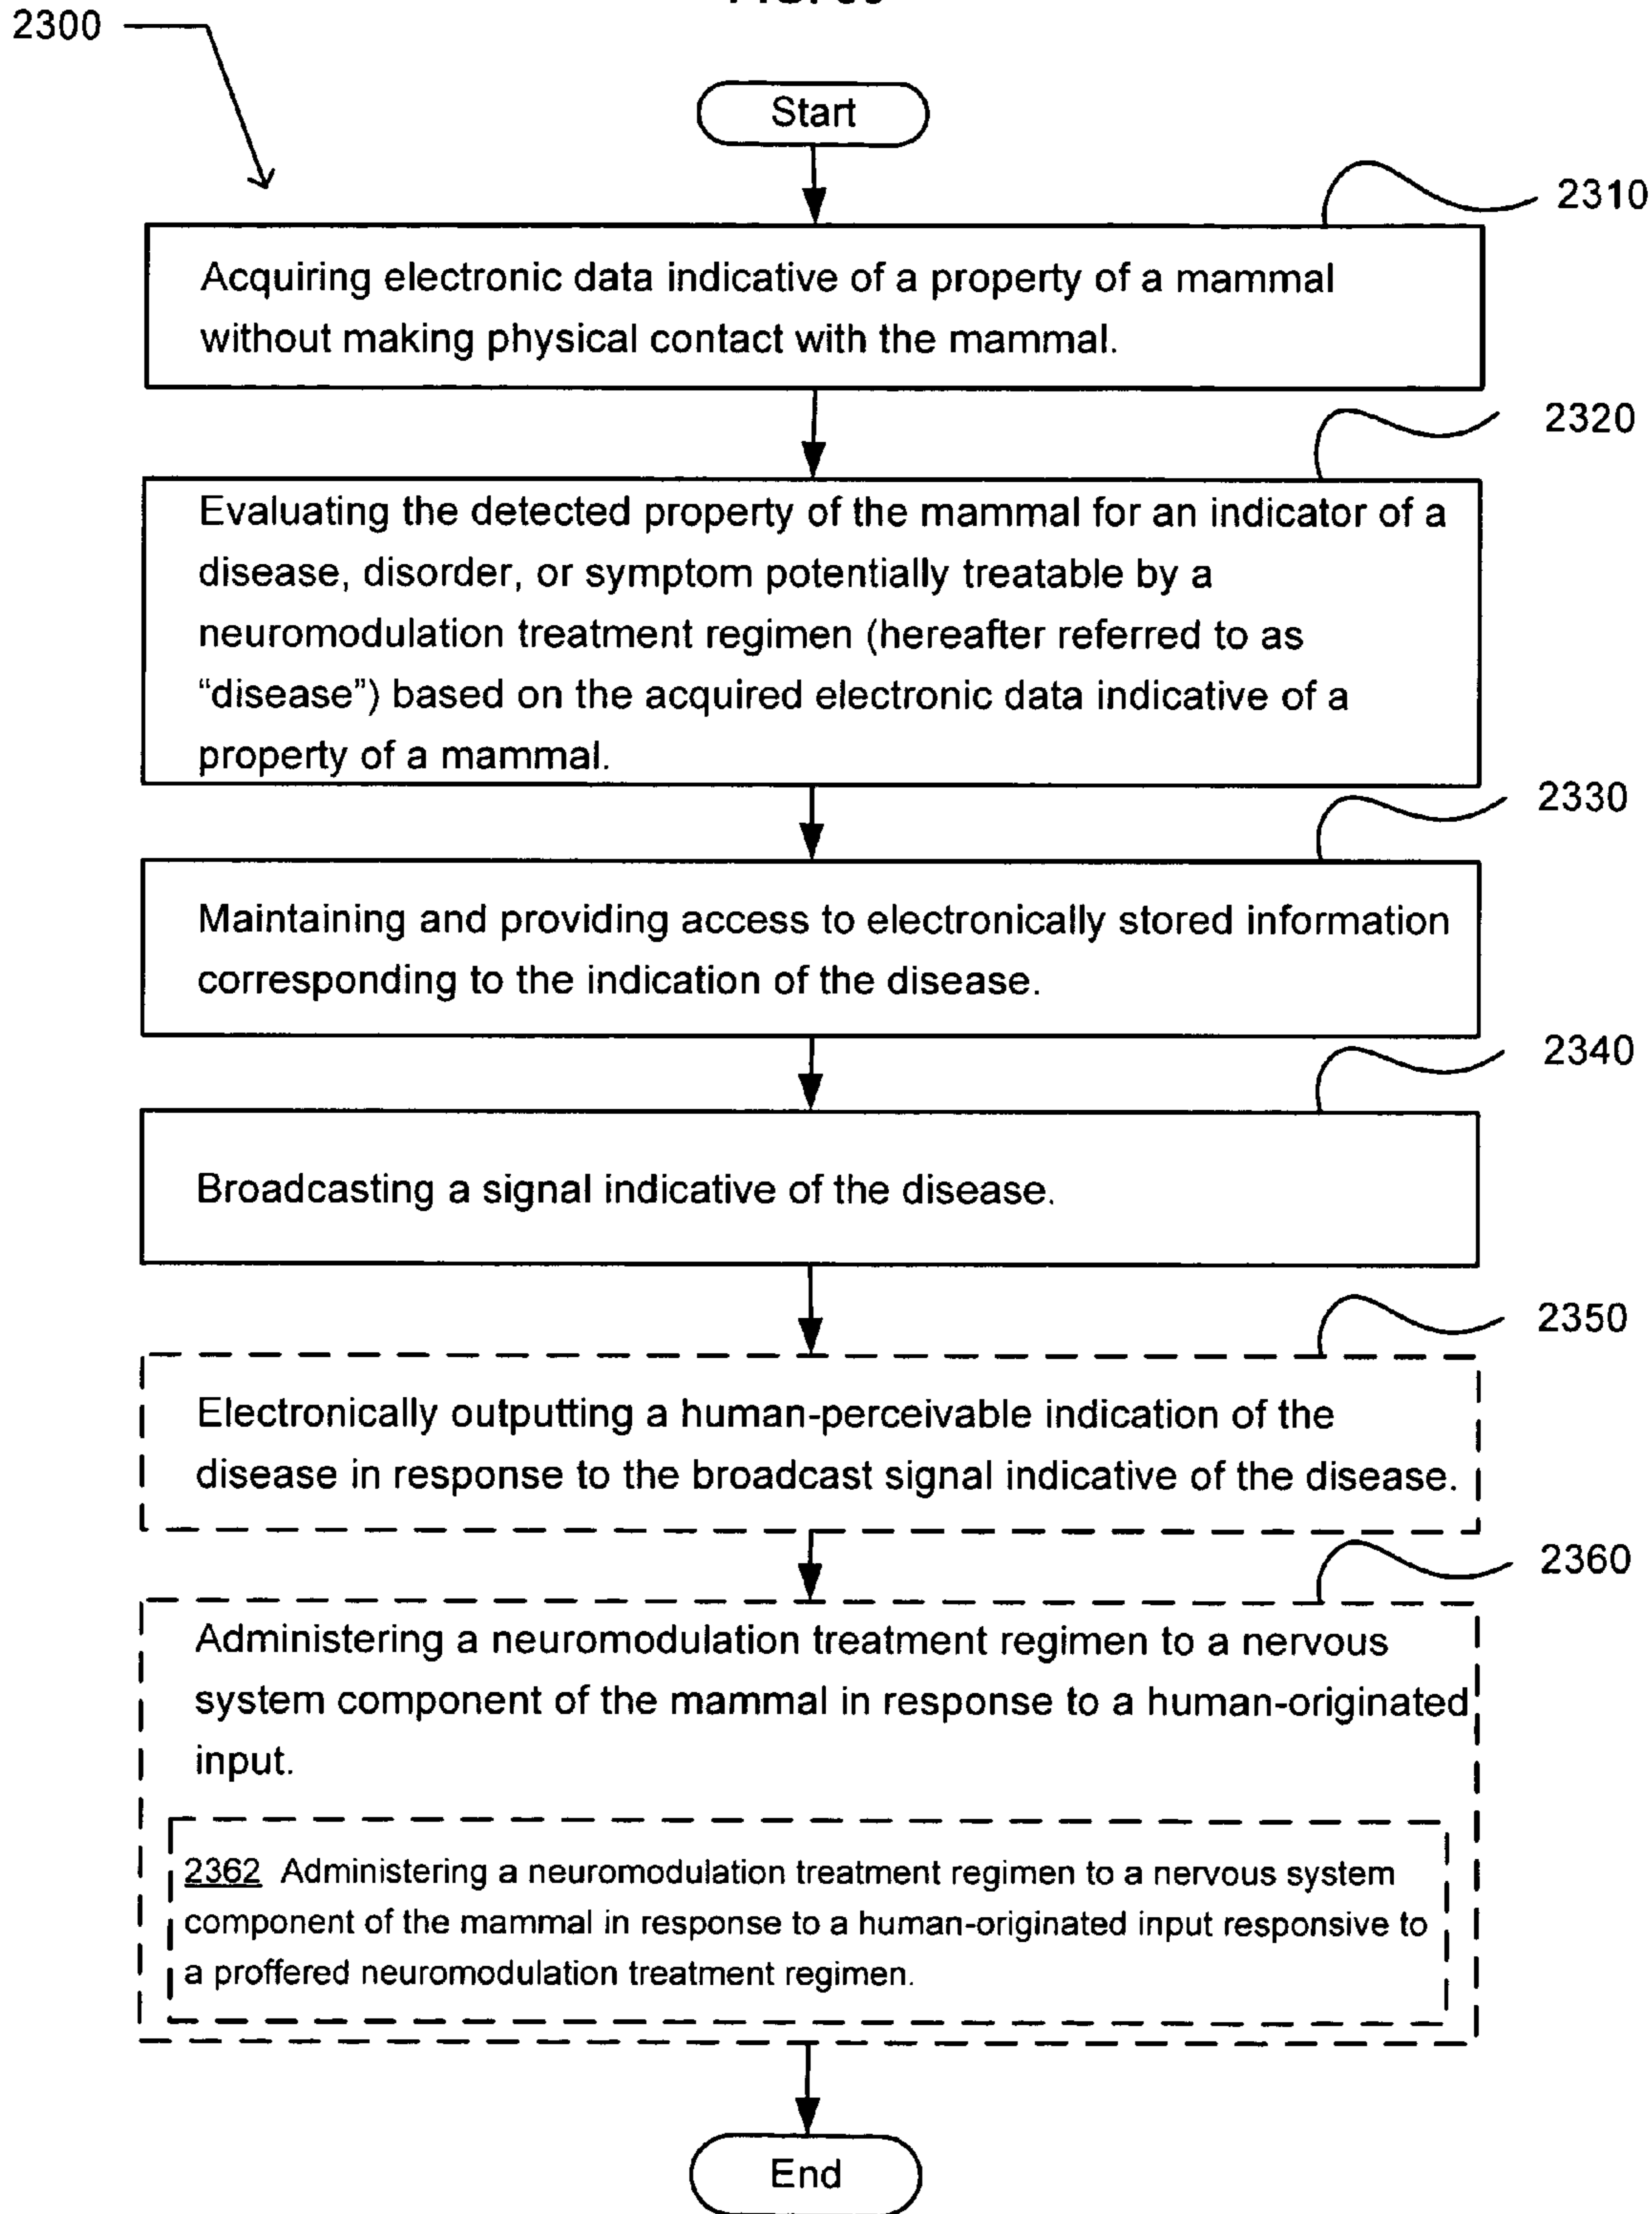 2300
Start
2310
Acquiring electronic data indicative of a property of a mammal
without making physical contact with the mammal.
2320
Evaluating the detected property of the mammal for an indicator of a
disease, disorder, or symptom potentially treatable by a
neuromodulation treatment regimen (hereafter referred to as
“disease”) based on the acquired electronic data indicative of a
property of a mammal.
2330
Maintaining and providing access to electronically stored information
corresponding to the indication of the disease.
2340
Broadcasting a signal indicative of the disease.
2350
Electronically outputting a human-perceivable indication of the
disease in response to the broadcast signal indicative of the disease.
2360
Administering a neuromodulation treatment regimen to a nervous
system component of the mammal in response to a human-originated
input.
2362 Administering a neuromodulation treatment regimen to a nervous system
component of the mammal in response to a human-originated input responsive to
a proffered neuromodulation treatment regimen.
End